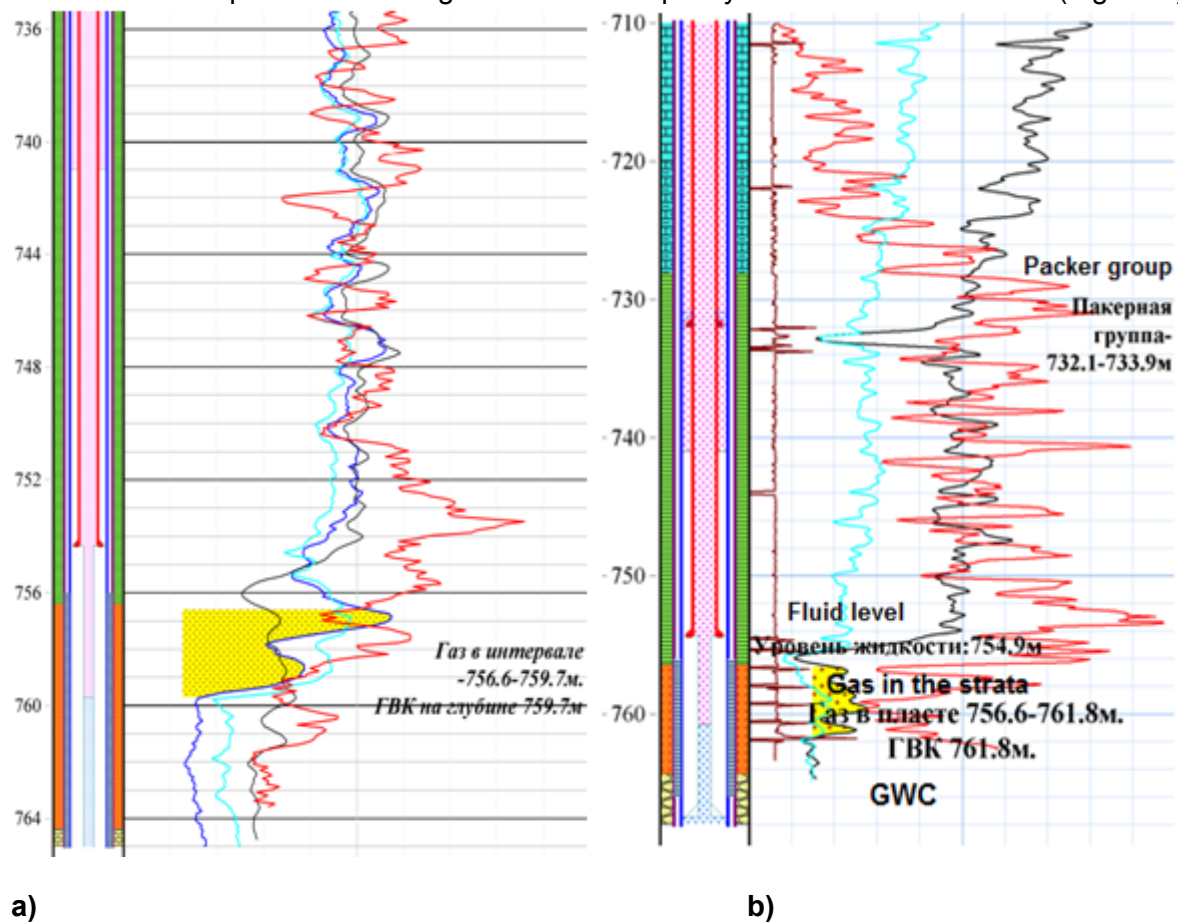 736
740
744
748
752
756
760
764
Газ в интервале
-756.6-759.7м.
ГВК на глубине 759.7м
a)
-710
-720
-730
-740
-750
-760
Packer group
Пакерная
группа-
732.1-733.9м
Fluid level
Уровень жидкости:754.9м
Gas in the strata
Газ в пласте 756.6-761.8м.
ГВК 761.8м.
GWC
b)